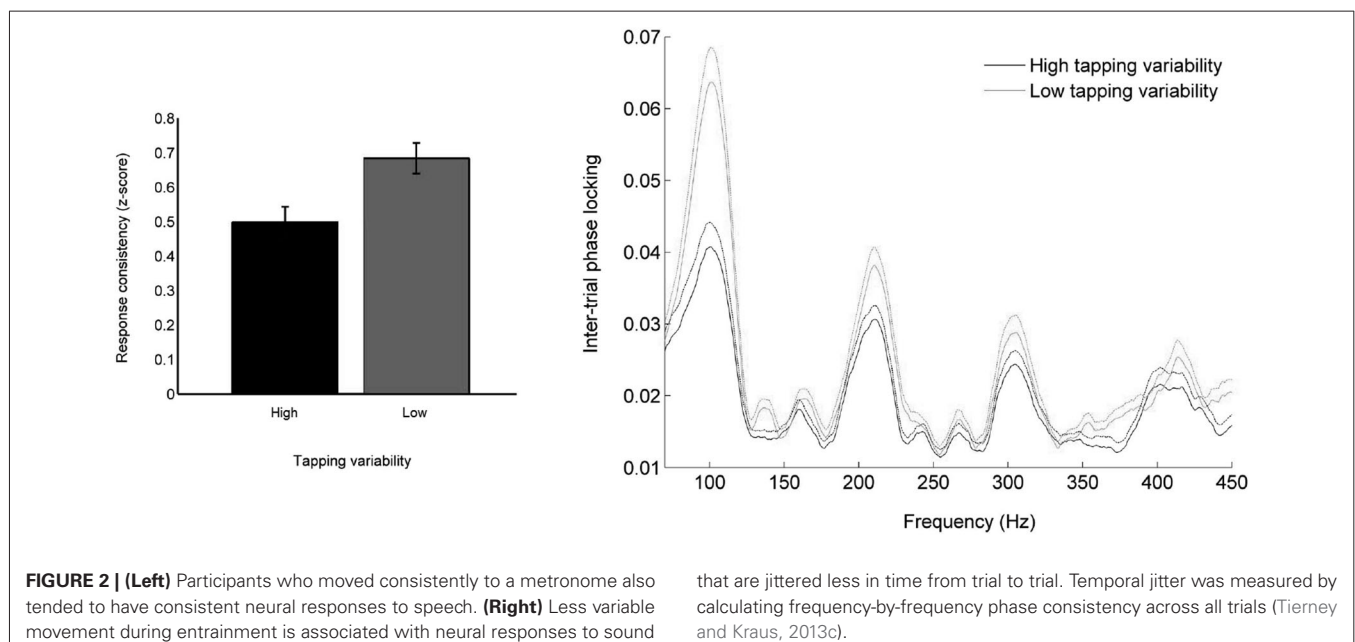 0.8
0.7
0.6
0.5
0.4
0.3
0.2
0.1
0
Response consistency (z-score)
High Low
Tapping variability
0.07
0.06
0.05
0.04
0.03
0.02
0.01
Inter-trial phase locking
High tapping variability
Low tapping variability
100 150 200 250 300 350 400 450
Frequency (Hz)
FIGURE 2 | (Left) Participants who moved consistently to a metronome also
tended to have consistent neural responses to speech. (Right) Less variable
movement during entrainment is associated with neural responses to sound
that are jittered less in time from trial to trial. Temporal jitter was measured by
calculating frequency-by-frequency phase consistency across all trials (Tierney
and Kraus, 2013c).